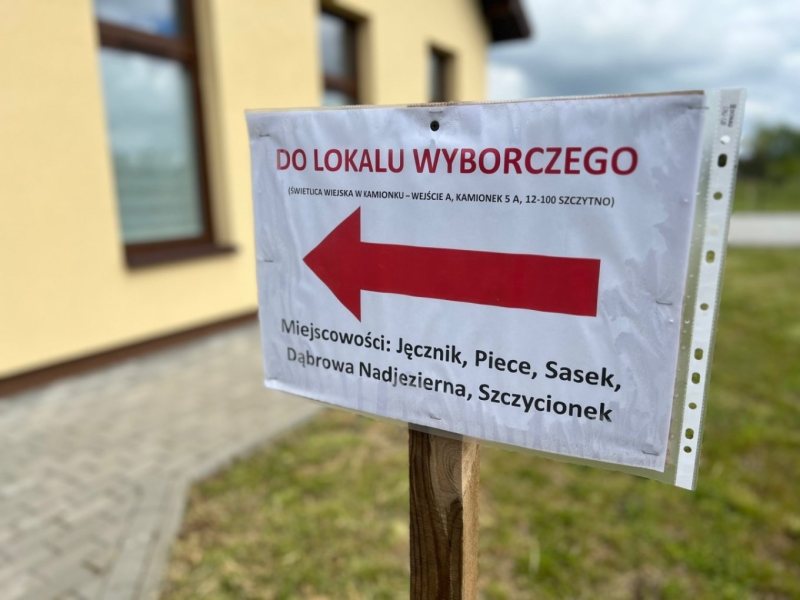 DO LOKALU WYBORCZEGO
(ŚWIETLICA WIEJSKA W KAMIONKU – WEJŚCIE A, KAMIONEK 5 A, 12-100 SZCZYTNO)
Miejscowości: Jęcznik, Piece, Sasek,
Dąbrowa Nadjezierna, Szczycionek